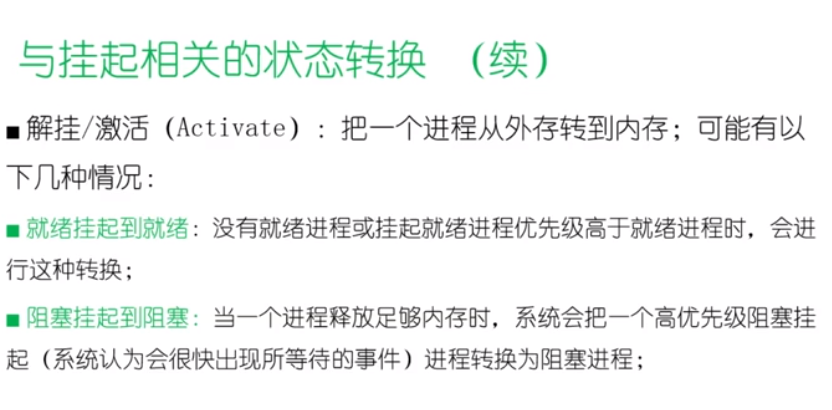 与挂起相关的状态转换 （续）
■ 解挂/激活（Activate）：把一个进程从外存转到内存；可能有以
下几种情况：
■ 就绪挂起到就绪：没有就绪进程或挂起就绪进程优先级高于就绪进程时，会进
行这种转换；
■ 阻塞挂起到阻塞：当一个进程释放足够内存时，系统会把一个高优先级阻塞挂
起（系统认为会很快出现所等待的事件）进程转换为阻塞进程；